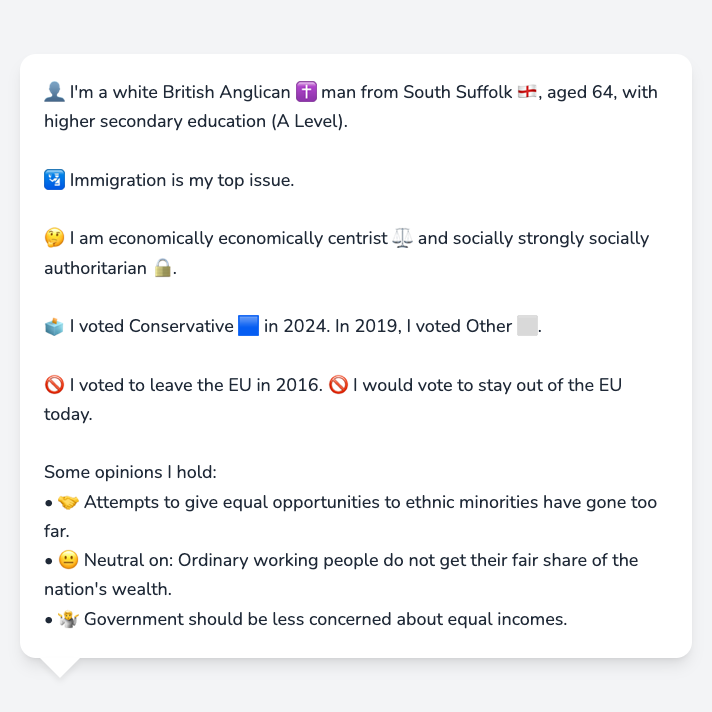 👤 I'm a white British Anglican ✝️ man from South Suffolk 🏴󠁧󠁢󠁥󠁮󠁧󠁿, aged 64, with
higher secondary education (A Level).
🛂 Immigration is my top issue.
🤔 I am economically economically centrist ⚖️ and socially strongly socially
authoritarian 🔒.
🗳️ I voted Conservative 🟦 in 2024. In 2019, I voted Other ⬜.
🚫 I voted to leave the EU in 2016. 🚫 I would vote to stay out of the EU
today.
Some opinions I hold:
• 🤝 Attempts to give equal opportunities to ethnic minorities have gone too
far.
• 😐 Neutral on: Ordinary working people do not get their fair share of the
nation's wealth.
• 🤷 Government should be less concerned about equal incomes.